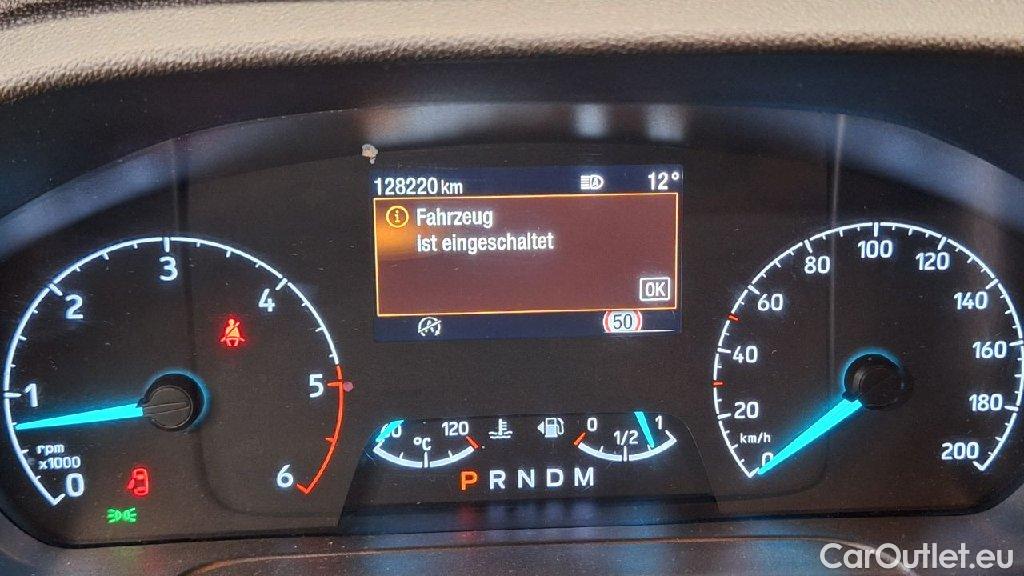 128220 km
12°
Fahrzeug
Ist eingeschaltet
OK
50
0 1 2 3 4 5 6
rpm
x1000
120
°C
0 1/2 1
P R N D M
0 20 40 60 80 100 120 140 160 180 200
km/h
CarOutlet.eu